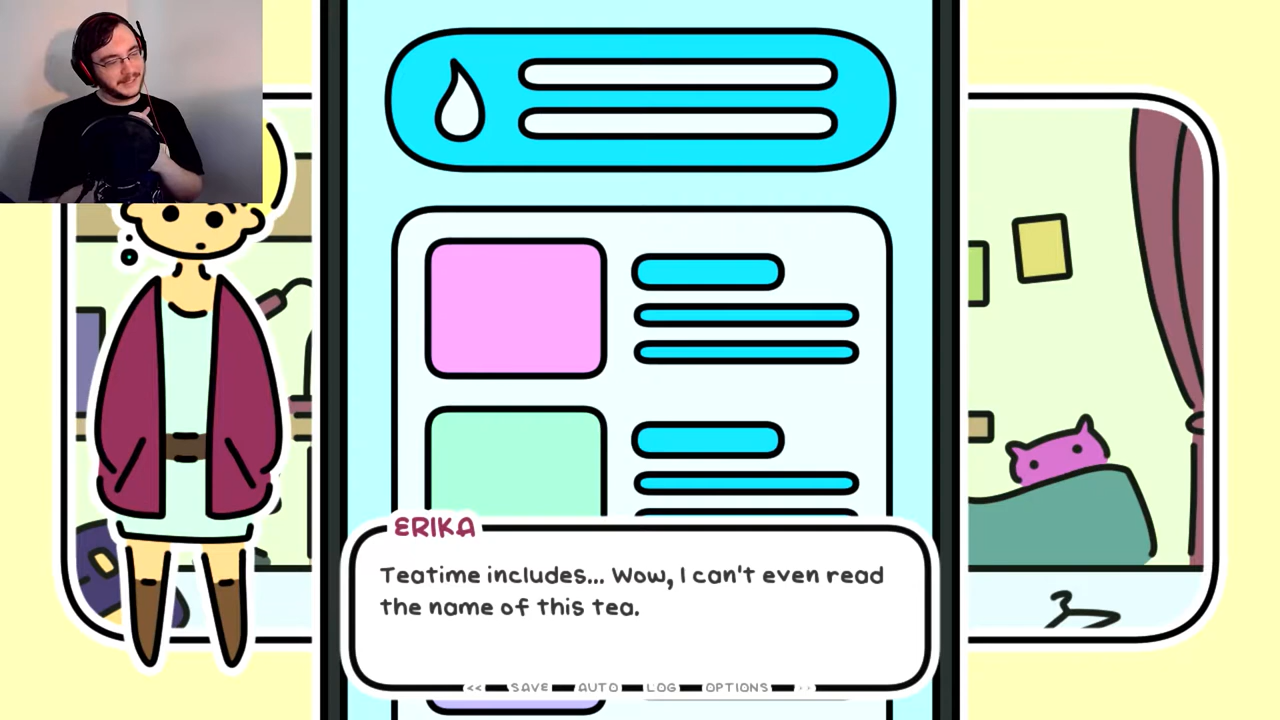 ERIKA
Teatime includes... Wow, I can't even read
the name of this tea.
<< SAVE AUTO LOG OPTIONS >>